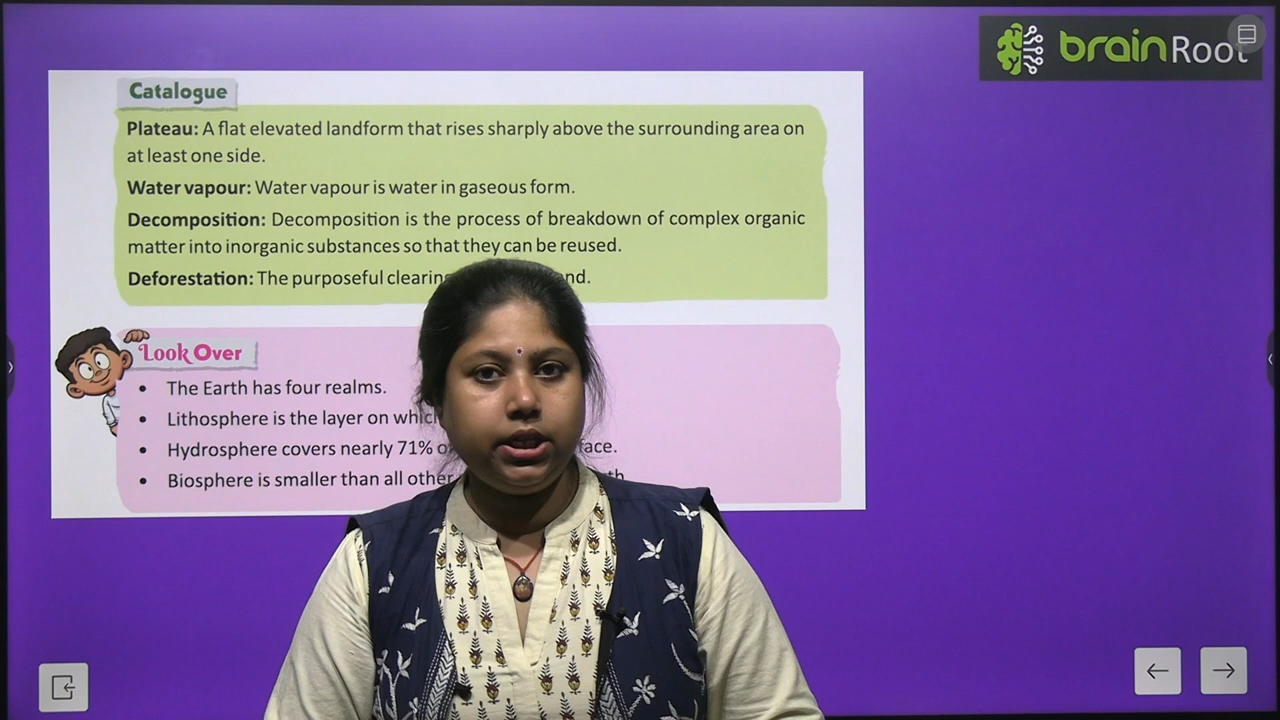 brainRoot
Catalogue
Plateau: A flat elevated landform that rises sharply above the surrounding area on
at least one side.
Water vapour: Water vapour is water in gaseous form.
Decomposition: Decomposition is the process of breakdown of complex organic
matter into inorganic substances so that they can be reused.
Deforestation: The purposeful clearing
Look Over
• The Earth has four realms.
• Lithosphere is the layer on which
• Hydrosphere covers nearly 71%
• Biosphere is smaller than all other